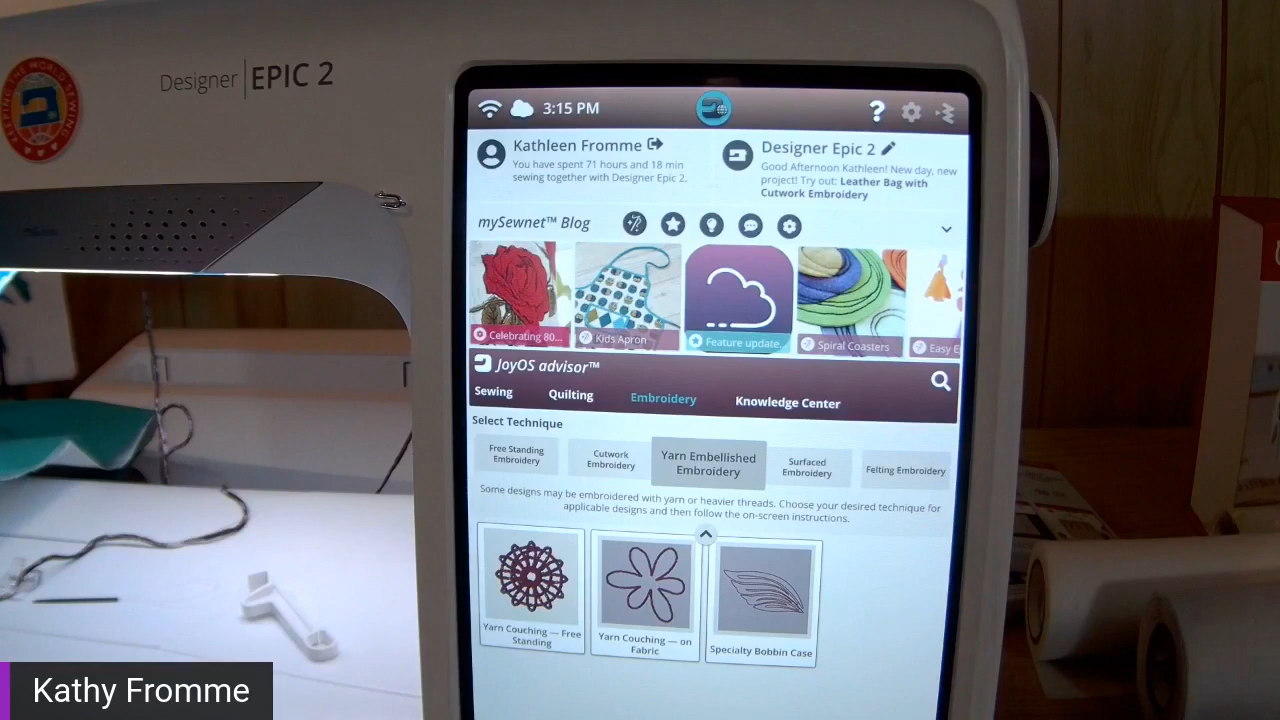 KEEPING THE WORLD SEWING
Designer EPIC 2
3:15 PM
?
Kathleen Fromme
You have spent 71 hours and 18 min
sewing together with Designer Epic 2.
Designer Epic 2
Good Afternoon Kathleen! New day, new
project! Try out: Leather Bag with
Cutwork Embroidery
mySewnet™ Blog
Celebrating 80...
Kids Apron
Feature update...
Spiral Coasters
Easy E
JoyOS advisor™
Sewing
Quilting
Embroidery
Knowledge Center
Select Technique
Free Standing
Embroidery
Cutwork
Embroidery
Yarn Embellished
Embroidery
Surfaced
Embroidery
Felting Embroidery
Some designs may be embroidered with yarn or heavier threads. Choose your desired technique for
applicable designs and then follow the on-screen instructions.
Yarn Couching — Free
Standing
Yarn Couching — on
Fabric
Specialty Bobbin Case
Kathy Fromme